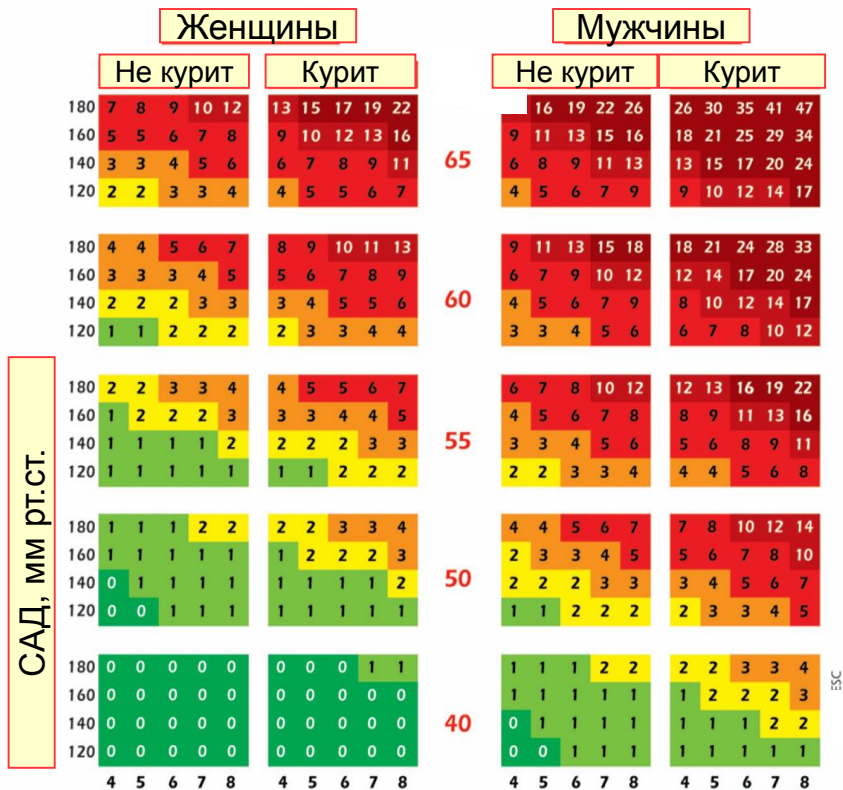 Женщины Мужчины
Не курит Курит Не курит Курит
180 7 8 9 10 12 13 15 17 19 22 16 19 22 26 26 30 35 41 47
160 5 5 6 7 8 9 10 12 13 16 9 11 13 15 16 18 21 25 29 34
65
140 3 3 4 5 6 6 7 8 9 11 6 8 9 11 13 13 15 17 20 24
120 2 2 3 3 4 4 5 5 6 7 4 5 6 7 9 9 10 12 14 17
180 4 4 5 6 7 8 9 10 11 13 9 11 13 15 18 18 21 24 28 33
160 3 3 3 4 5 5 6 7 8 9 6 7 9 10 12 12 14 17 20 24
60
140 2 2 2 3 3 3 4 5 5 6 4 5 6 7 9 8 10 12 14 17
120 1 1 2 2 2 2 3 3 4 4 3 3 4 5 6 6 7 8 10 12
180 2 2 3 3 4 4 5 5 6 7 6 7 8 10 12 12 13 16 19 22
160 1 2 2 2 3 3 3 4 4 5 4 5 6 7 8 8 9 11 13 16
55
140 1 1 1 1 2 2 2 2 3 3 3 3 4 5 6 5 6 8 9 11
120 1 1 1 1 1 1 1 2 2 2 2 2 3 3 4 4 4 5 6 8
180 1 1 1 2 2 2 2 3 3 4 4 4 5 6 7 7 8 10 12 14
160 1 1 1 1 1 1 2 2 2 3 2 3 3 4 5 5 6 7 8 10
50
140 0 1 1 1 1 1 1 1 1 2 2 2 2 3 3 3 4 5 6 7
120 0 0 1 1 1 1 1 1 1 1 1 1 2 2 2 2 3 3 4 5
180 0 0 0 0 0 0 0 0 1 1 1 1 1 2 2 2 2 3 3 4
160 0 0 0 0 0 0 0 0 0 0 1 1 1 1 1 1 2 2 2 3
40
140 0 0 0 0 0 0 0 0 0 0 0 1 1 1 1 1 1 1 2 2
120 0 0 0 0 0 0 0 0 0 0 0 0 1 1 1 1 1 1 1 1
4 5 6 7 8 4 5 6 7 8 4 5 6 7 8 4 5 6 7 8
САД, мм рт.ст.
ESC